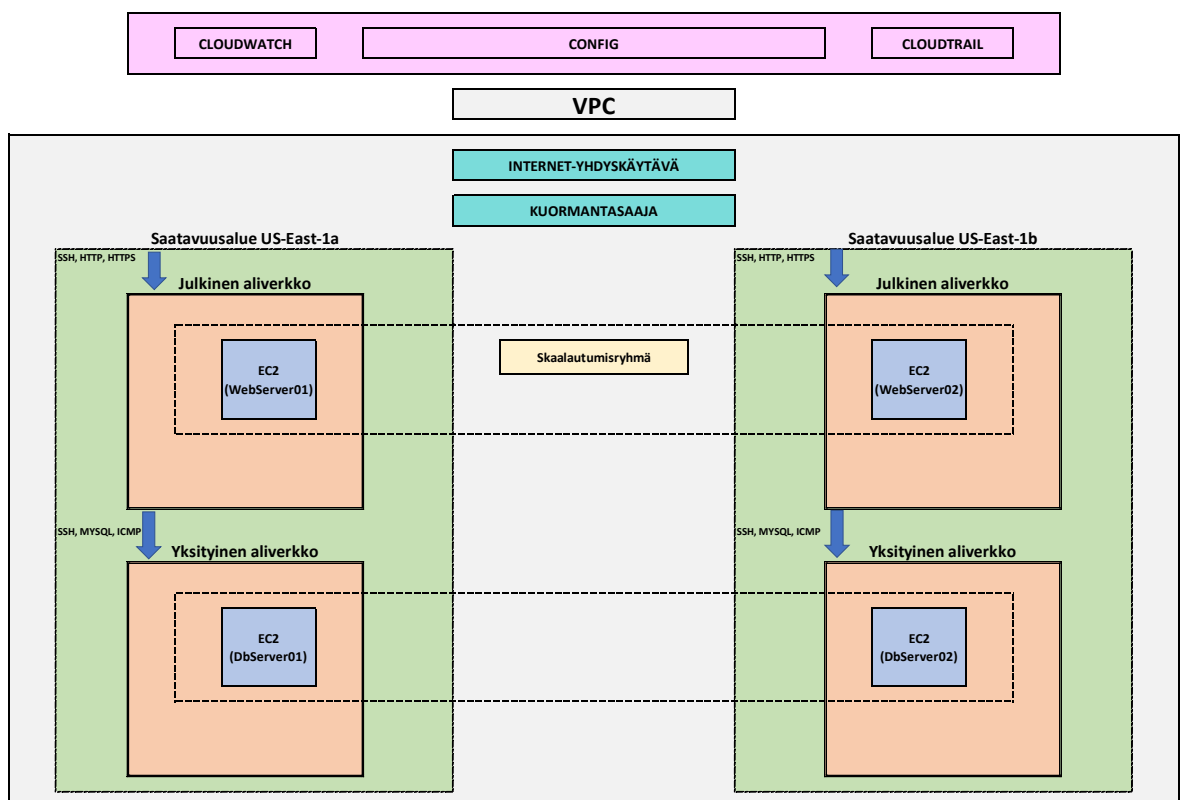 CLOUDWATCH
CONFIG
CLOUDTRAIL
VPC
INTERNET-YHDYSKÄYTÄVÄ
KUORMANTASAAJA
Saatavuusalue US-East-1a
Saatavuusalue US-East-1b
SSH, HTTP, HTTPS
SSH, HTTP, HTTPS
Julkinen aliverkko
Julkinen aliverkko
EC2
(WebServer01)
Skaalautumisryhmä
EC2
(WebServer02)
SSH, MYSQL, ICMP
SSH, MYSQL, ICMP
Yksityinen aliverkko
Yksityinen aliverkko
EC2
(DbServer01)
EC2
(DbServer02)